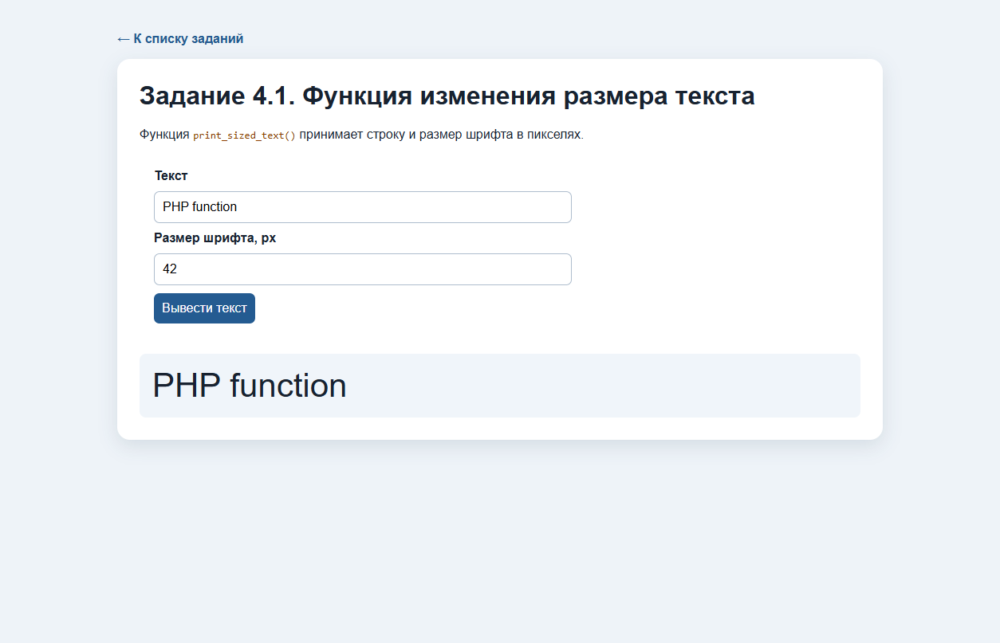 ← К списку заданий
Задание 4.1. Функция изменения размера текста
Функция print_sized_text() принимает строку и размер шрифта в пикселях.
Текст
PHP function
Размер шрифта, px
42
Вывести текст
PHP function